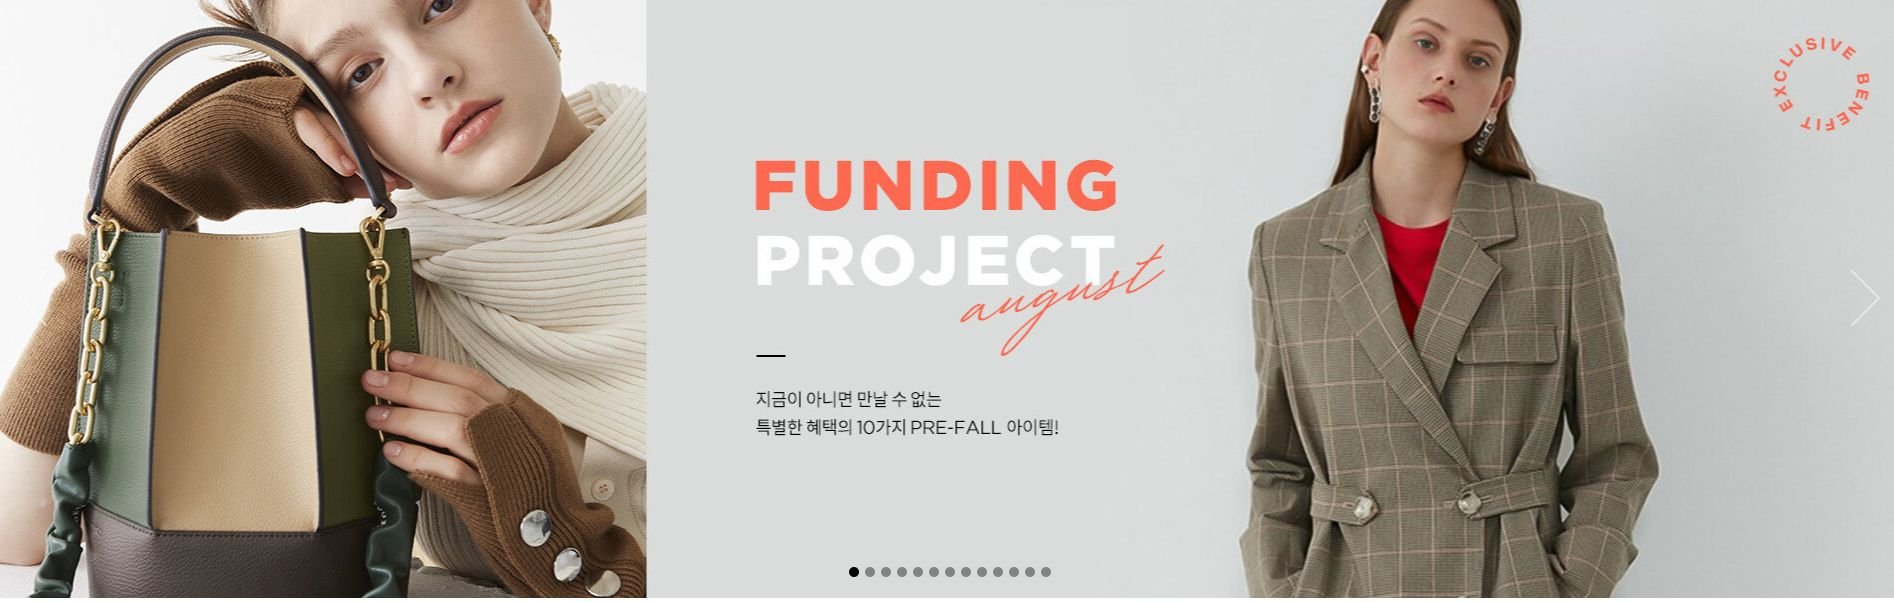 FUNDING
PROJECT
august
지금이 아니면 만날 수 없는
특별한 혜택의 10가지 PRE-FALL 아이템!
EXCLUSIVE BENEFIT